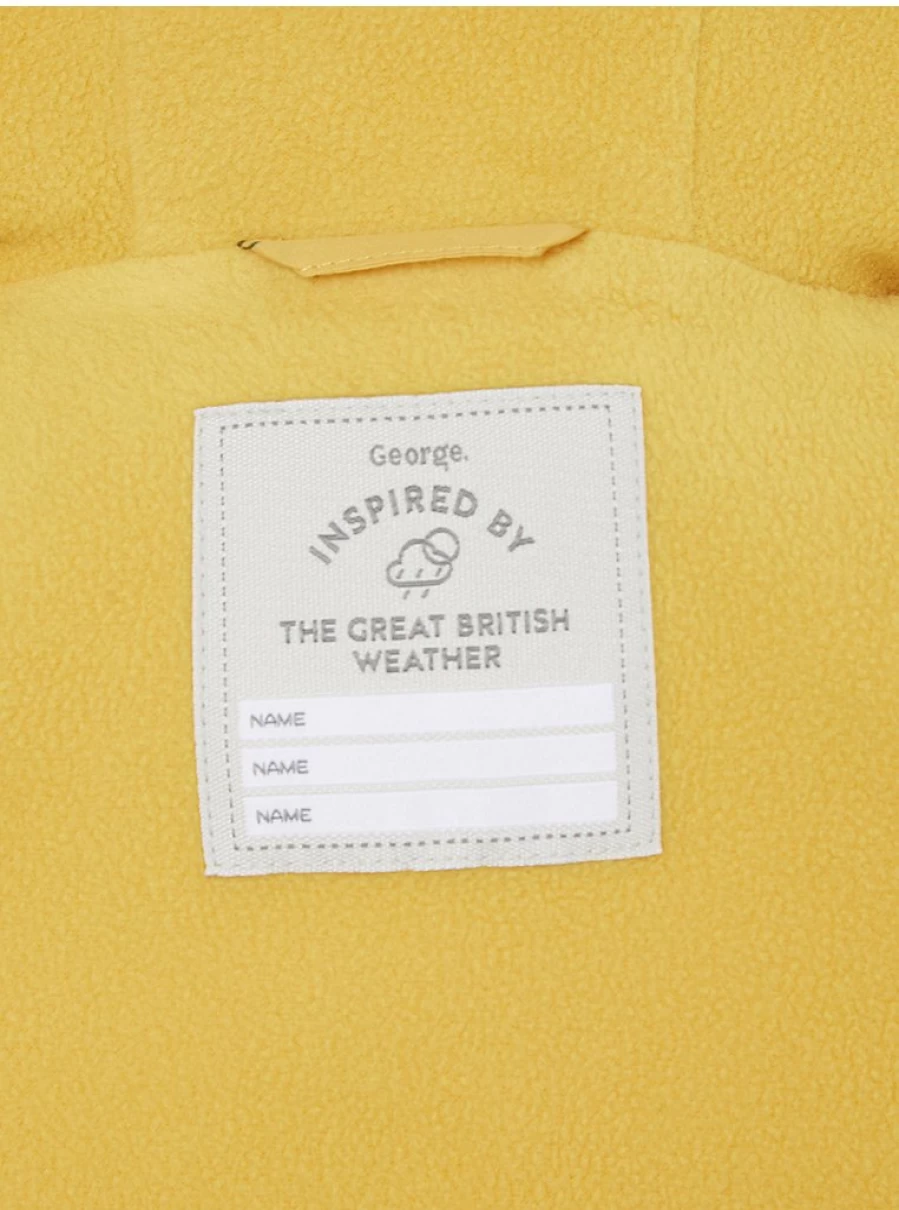 George.
INSPIRED BY
THE GREAT BRITISH
WEATHER
NAME
NAME
NAME